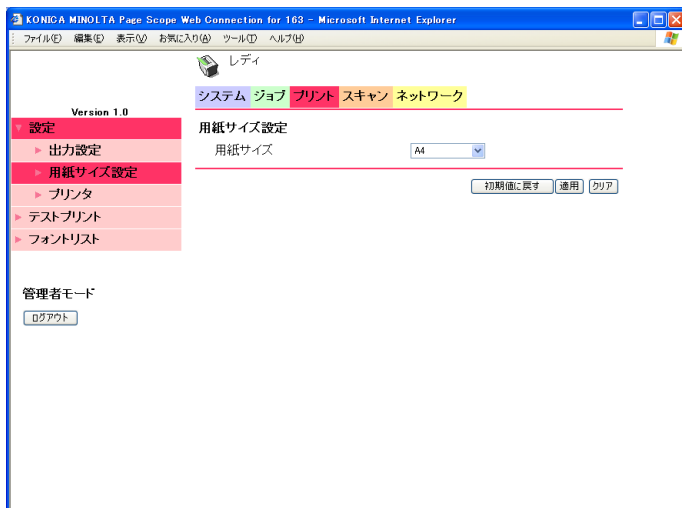 KONICA MINOLTA Page Scope Web Connection for 163 - Microsoft Internet Explorer
ファイル(F) 編集(E) 表示(V) お気に入り(A) ツール(T) ヘルプ(H)
レディ
システム ジョブ プリント スキャン ネットワーク
Version 1.0
設定
出力設定
用紙サイズ設定
プリンタ
テストプリント
フォントリスト
管理者モード
ログアウト
用紙サイズ設定
用紙サイズ A4
初期値に戻す 適用 クリア